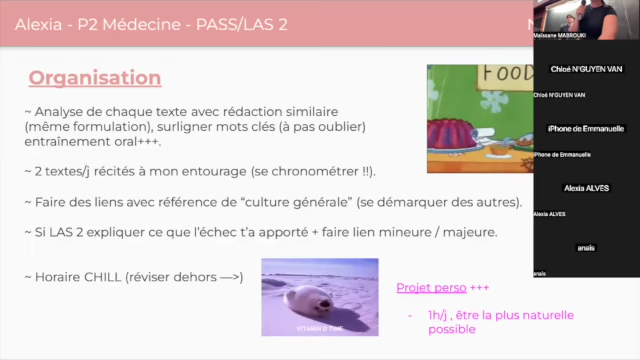 Alexia - P2 Médecine - PASS/LAS 2
N
Maïssane MABROUKI
Organisation
FOOD
Chloé N'GUYEN VAN
Chloé N'GUYEN VAN
~ Analyse de chaque texte avec rédaction similaire
(même formulation), surligner mots clés (à pas oublier)
entraînement oral+++.
iPhone de Emmanuelle
iPhone de Emmanuelle
~ 2 textes/j récités à mon entourage (se chronométrer !!).
Alexia ALVES
~ Faire des liens avec référence de “culture générale” (se démarquer des autres).
Alexia ALVES
~ Si LAS 2 expliquer ce que l’échec t’a apporté + faire lien mineure / majeure.
anais
anais
~ Horaire CHILL (réviser dehors —>)
VITAMIN D TIME
Projet perso +++
- 1h/j , être la plus naturelle
possible